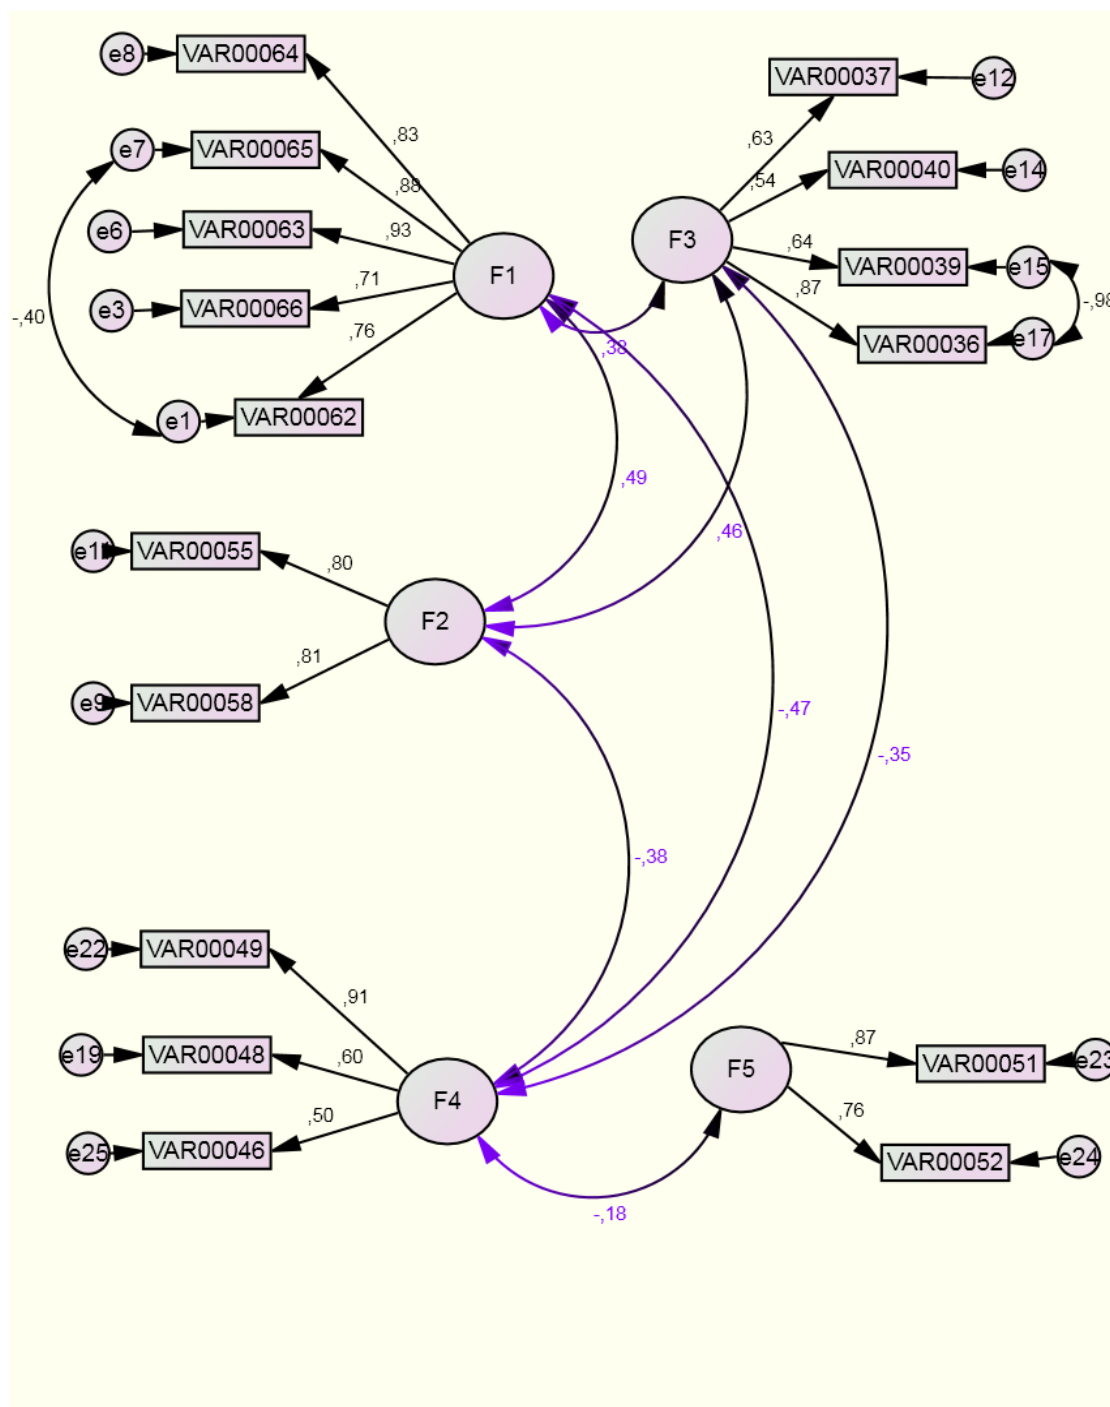 e8 VAR00064
,83
e7 VAR00065
,88
e6 VAR00063
,93
e3 VAR00066
,71
-,40
,76
e1 VAR00062
F1
VAR00037 e12
,63
VAR00040 e14
,54
F3
,64
VAR00039 e15
,87
-,98
VAR00036 e17
,38
,49
,46
VAR00055
,80
F2
,81
e9 VAR00058
-,47
-,35
-,38
e22 VAR00049
,91
e19 VAR00048
,60
F4
,50
e25 VAR00046
F5
,87
VAR00051 e23
,76
VAR00052 e24
-,18